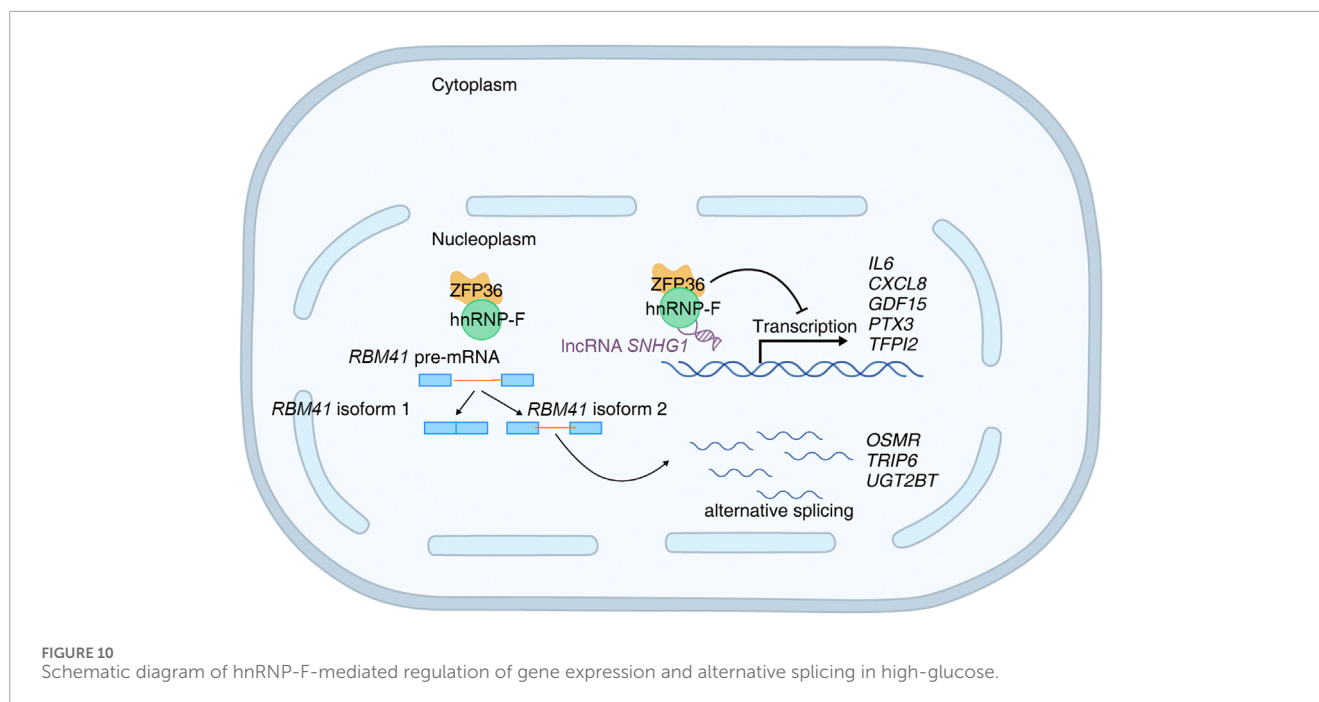 Cytoplasm
Nucleoplasm
ZFP36
hnRNP-F
RBM41 pre-mRNA
RBM41 isoform 1
RBM41 isoform 2
ZFP36
hnRNP-F
lncRNA SNHG1
Transcription
IL6
CXCL8
GDF15
PTX3
TFPI2
OSMR
TRIP6
UGT2BT
alternative splicing
FIGURE 10
Schematic diagram of hnRNP-F-mediated regulation of gene expression and alternative splicing in high-glucose.